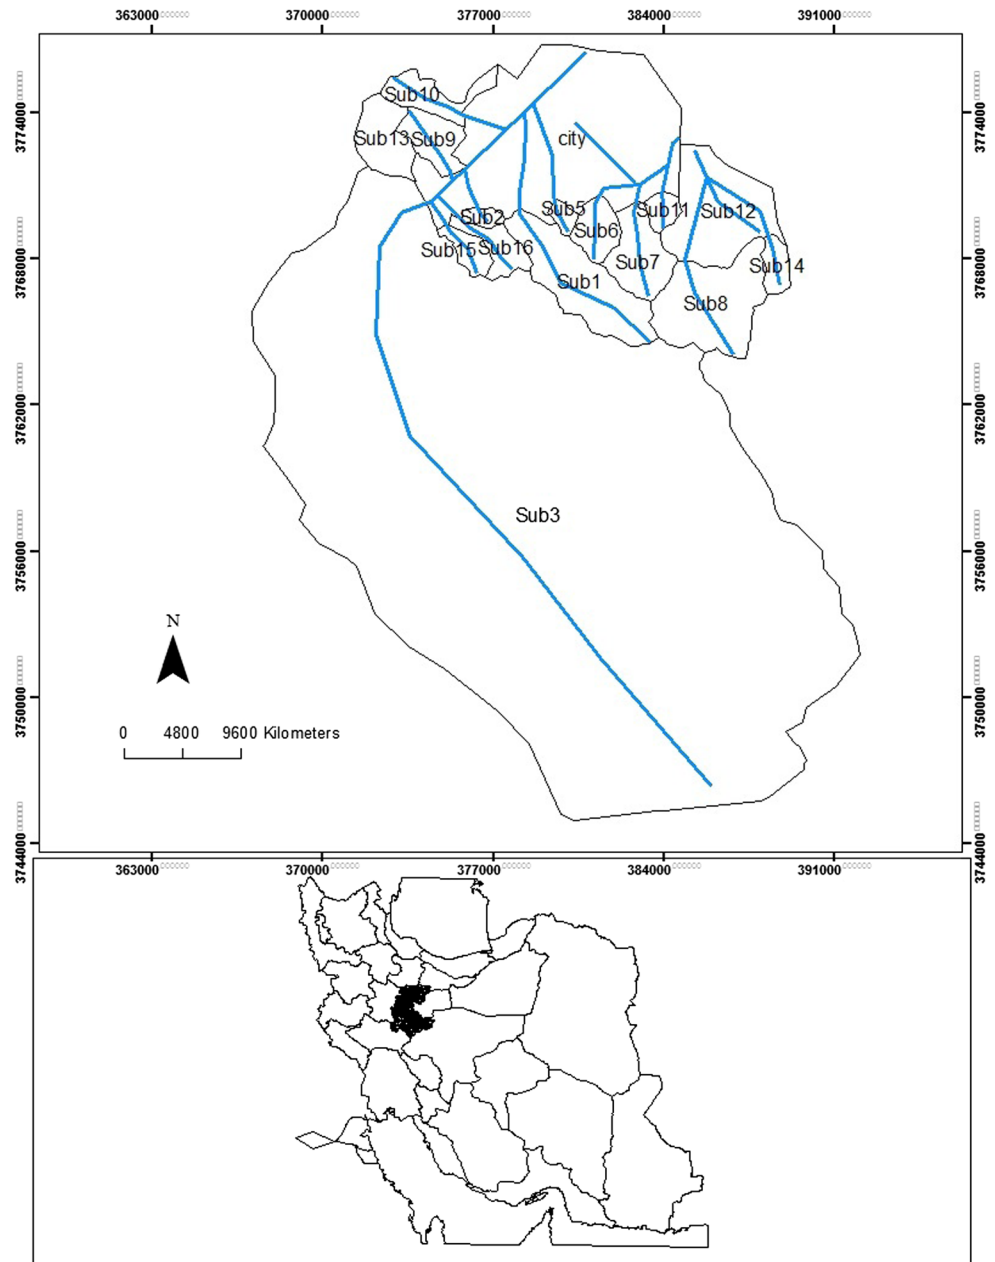 363000 370000 377000 384000 391000
3774000 3774000
Sub10
Sub13 Sub9 city
Sub2 Sub5 Sub11 Sub12
Sub6
Sub15 Sub16
Sub7 Sub14
3768000 3768000
Sub1
Sub8
3762000 3762000
Sub3
3756000 3756000
N
3750000 3750000
0 4800 9600 Kilometers
3744000 3744000
363000 370000 377000 384000 391000